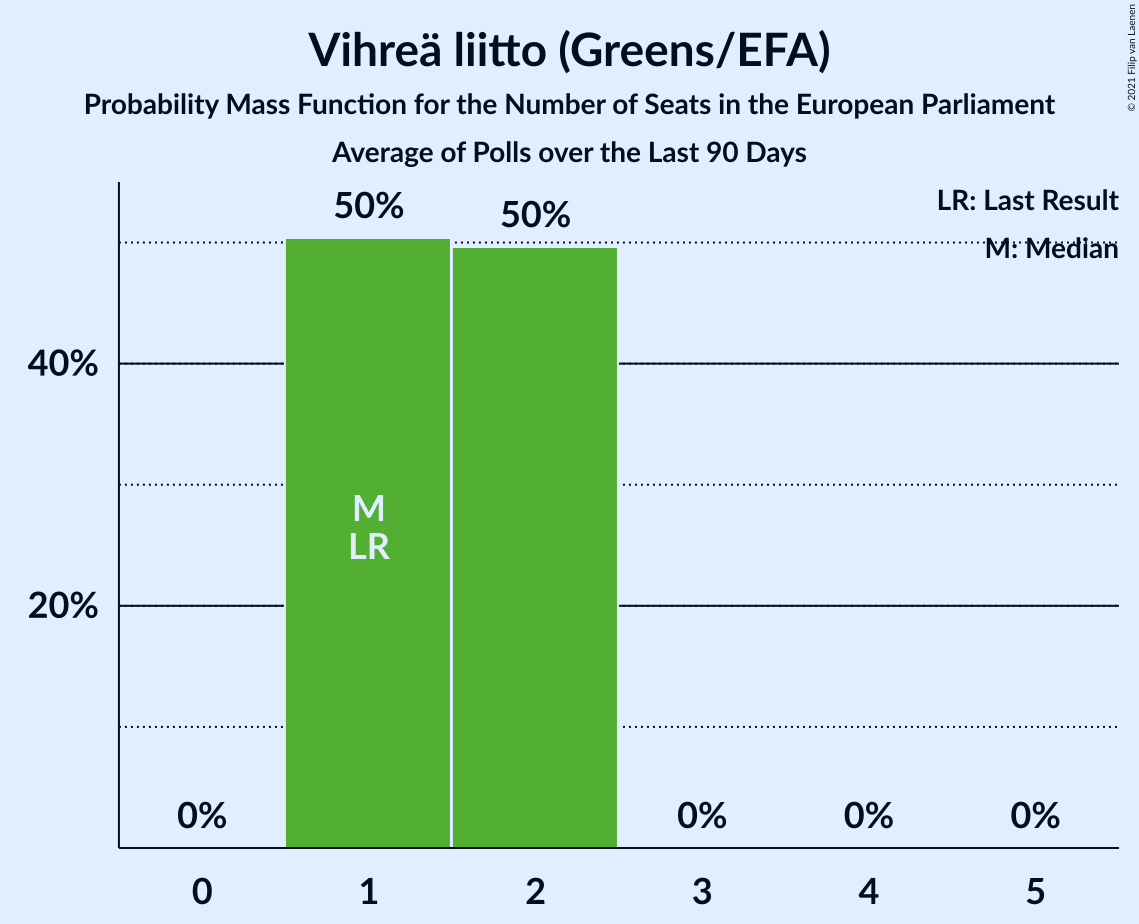 Vihreä liitto (Greens/EFA)
Probability Mass Function for the Number of Seats in the European Parliament
Average of Polls over the Last 90 Days
© 2021 Filip van Laenen
LR: Last Result
M: Median
50%
50%
40%
20%
M
LR
0%
0%
0%
0%
0
1
2
3
4
5